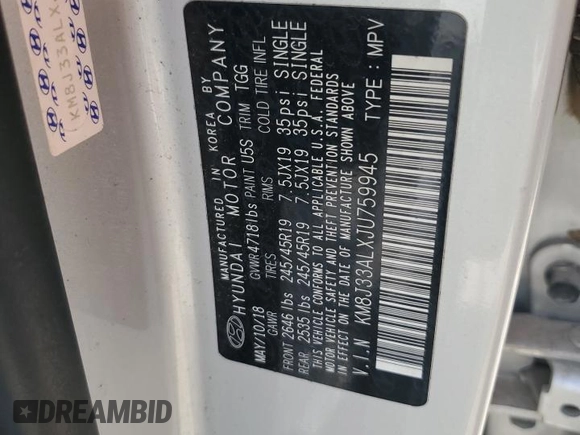 KM8J33ALX
MANUFACTURED IN KOREA BY
HYUNDAI MOTOR COMPANY
MAY/10/18 GVWR 4718lbs PAINT U5S TRIM TGG
GAWR TIRES RIMS COLD TIRE INFL
FRONT 2646 lbs 245/45R19 7.5JX19 35psi SINGLE
REAR 2535 lbs 245/45R19 7.5JX19 35psi SINGLE
THIS VEHICLE CONFORMS TO ALL APPLICABLE U.S.A. FEDERAL
MOTOR VEHICLE SAFETY AND THEFT PREVENTION STANDARDS
IN EFFECT ON THE DATE OF MANUFACTURE SHOWN ABOVE
V.I.N KM8J33ALXJU759945 TYPE : MPV
DREAMBID